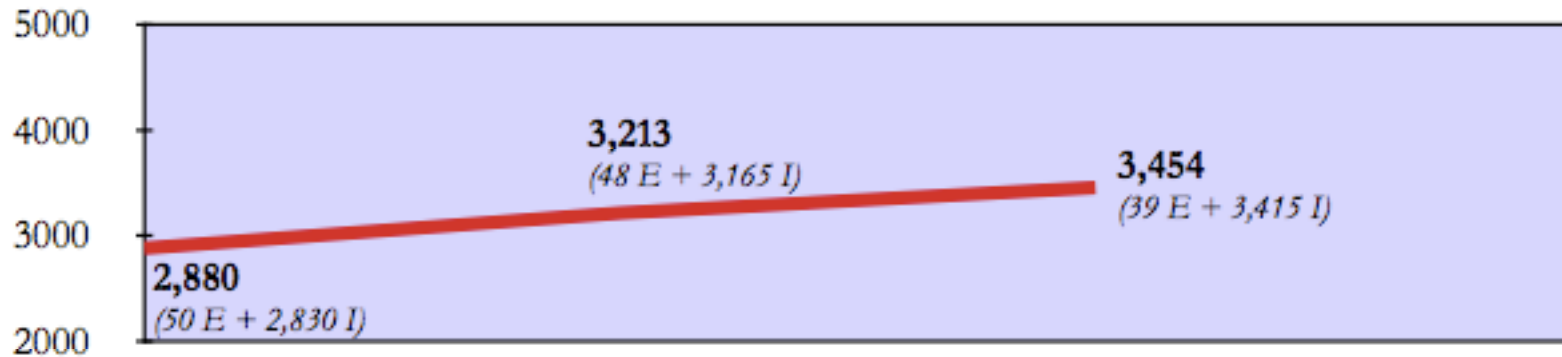 5000
4000
3,213
(48 E + 3,165 I)
3,454
(39 E + 3,415 I)
3000
2,880
(50 E + 2,830 I)
2000